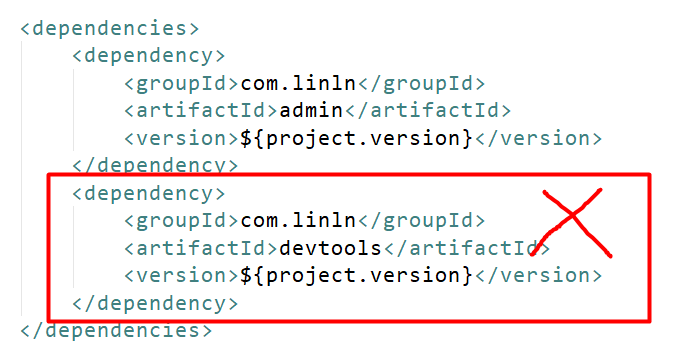 <dependencies>
<dependency>
<groupId>com.linln</groupId>
<artifactId>admin</artifactId>
<version>${project.version}</version>
</dependency>
<dependency>
<groupId>com.linln</groupId>
<artifactId>devtools</artifactId>
<version>${project.version}</version>
</dependency>
</dependencies>